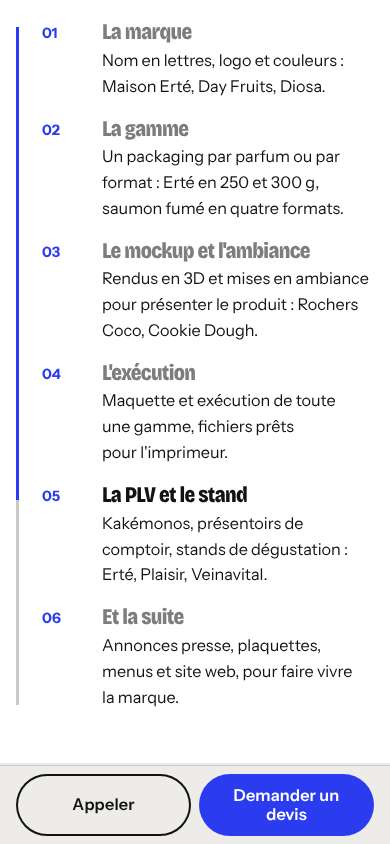 01 La marque
Nom en lettres, logo et couleurs :
Maison Erté, Day Fruits, Diosa.
02 La gamme
Un packaging par parfum ou par
format : Erté en 250 et 300 g,
saumon fumé en quatre formats.
03 Le mockup et l'ambiance
Rendus en 3D et mises en ambiance
pour présenter le produit : Rochers
Coco, Cookie Dough.
04 L'exécution
Maquette et exécution de toute
une gamme, fichiers prêts
pour l'imprimeur.
05 La PLV et le stand
Kakémonos, présentoirs de
comptoir, stands de dégustation :
Erté, Plaisir, Veinavital.
06 Et la suite
Annonces presse, plaquettes,
menus et site web, pour faire vivre
la marque.
Appeler
Demander un
devis